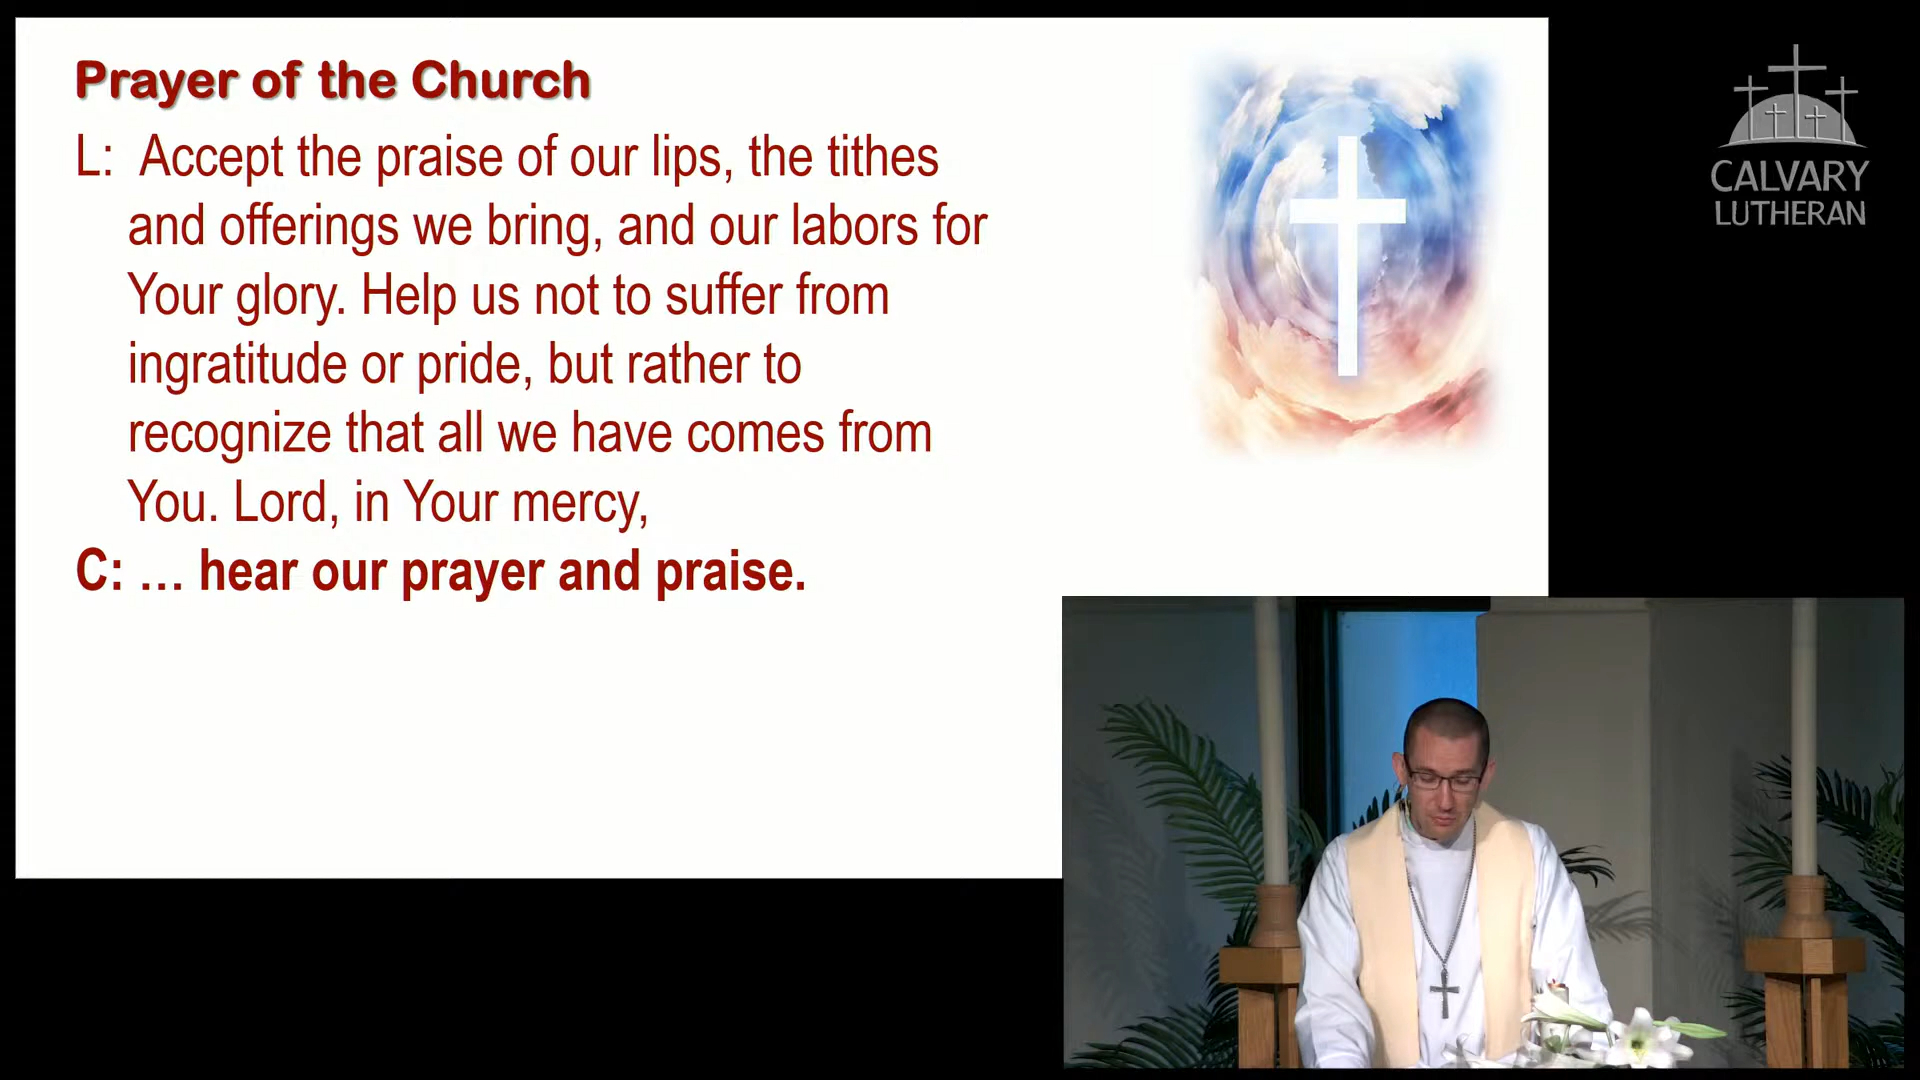 Prayer of the Church
L: Accept the praise of our lips, the tithes
and offerings we bring, and our labors for
Your glory. Help us not to suffer from
ingratitude or pride, but rather to
recognize that all we have comes from
You. Lord, in Your mercy,
C: … hear our prayer and praise.
CALVARY
LUTHERAN